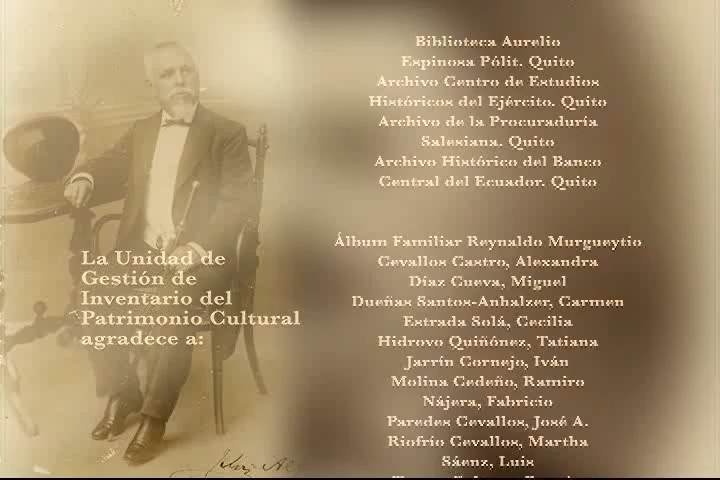 La Unidad de
Gestión de
Inventario del
Patrimonio Cultural
agradece a:
Biblioteca Aurelio
Espinosa Pólit. Quito
Archivo Centro de Estudios
Históricos del Ejército. Quito
Archivo de la Procuraduría
Salesiana. Quito
Archivo Histórico del Banco
Central del Ecuador. Quito
Álbum Familiar Reynaldo Murgueytio
Cevallos Castro, Alexandra
Díaz Cueva, Miguel
Dueñas Santos-Anhalzer, Carmen
Estrada Solá, Cecilia
Hidrovo Quiñónez, Tatiana
Jarrín Cornejo, Iván
Molina Cedeño, Ramiro
Nájera, Fabricio
Paredes Cevallos, José A.
Riofrío Cevallos, Martha
Sáenz, Luis